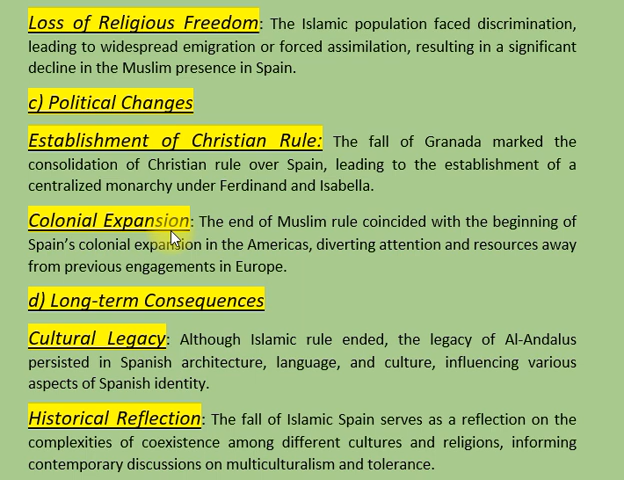 Loss of Religious Freedom: The Islamic population faced discrimination,
leading to widespread emigration or forced assimilation, resulting in a significant
decline in the Muslim presence in Spain.
c) Political Changes
Establishment of Christian Rule: The fall of Granada marked the
consolidation of Christian rule over Spain, leading to the establishment of a
centralized monarchy under Ferdinand and Isabella.
Colonial Expansion: The end of Muslim rule coincided with the beginning of
Spain's colonial expansion in the Americas, diverting attention and resources away
from previous engagements in Europe.
d) Long-term Consequences
Cultural Legacy: Although Islamic rule ended, the legacy of Al-Andalus
persisted in Spanish architecture, language, and culture, influencing various
aspects of Spanish identity.
Historical Reflection: The fall of Islamic Spain serves as a reflection on the
complexities of coexistence among different cultures and religions, informing
contemporary discussions on multiculturalism and tolerance.